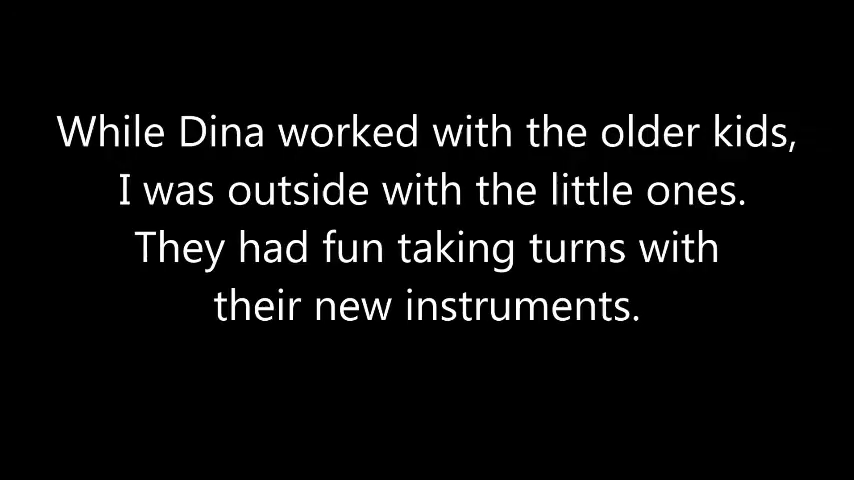 While Dina worked with the older kids,
I was outside with the little ones.
They had fun taking turns with
their new instruments.